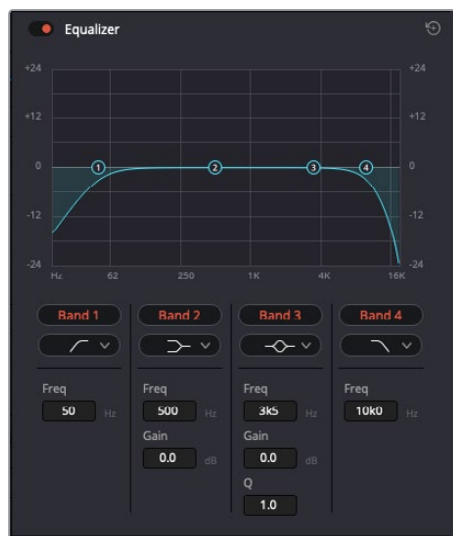 Equalizer
+24 +24
+12 +12
0 1 2 3 4 0
-12 -12
-24 -24
Hz 62 250 1K 4K 16K
Band 1 Band 2 Band 3 Band 4
Freq Freq Freq Freq
50 Hz 500 Hz 3k5 Hz 10k0 Hz
Gain Gain
0.0 dB 0.0 dB
Q
1.0